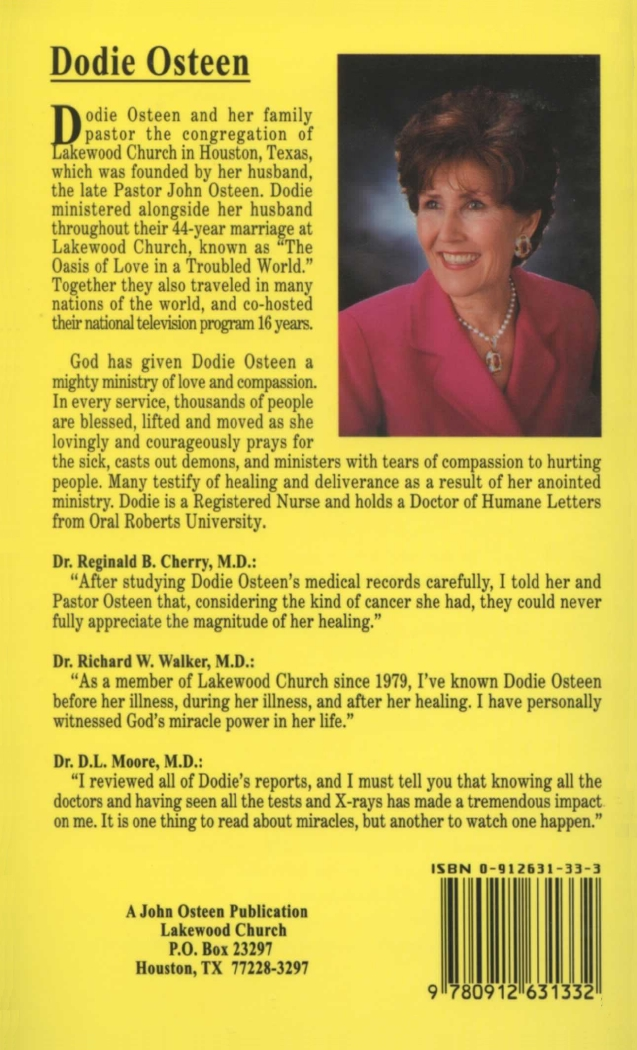 Dodie Osteen
Dodie Osteen and her family
pastor the congregation of
Lakewood Church in Houston, Texas,
which was founded by her husband,
the late Pastor John Osteen. Dodie
ministered alongside her husband
throughout their 44-year marriage at
Lakewood Church, known as “The
Oasis of Love in a Troubled World.”
Together they also traveled in many
nations of the world, and co-hosted
their national television program 16 years.
God has given Dodie Osteen a
mighty ministry of love and compassion.
In every service, thousands of people
are blessed, lifted and moved as she
lovingly and courageously prays for
the sick, casts out demons, and ministers with tears of compassion to hurting
people. Many testify of healing and deliverance as a result of her anointed
ministry. Dodie is a Registered Nurse and holds a Doctor of Humane Letters
from Oral Roberts University.
Dr. Reginald B. Cherry, M.D.:
“After studying Dodie Osteen’s medical records carefully, I told her and
Pastor Osteen that, considering the kind of cancer she had, they could never
fully appreciate the magnitude of her healing.”
Dr. Richard W. Walker, M.D.:
“As a member of Lakewood Church since 1979, I’ve known Dodie Osteen
before her illness, during her illness, and after her healing. I have personally
witnessed God’s miracle power in her life.”
Dr. D.L. Moore, M.D.:
“I reviewed all of Dodie’s reports, and I must tell you that knowing all the
doctors and having seen all the tests and X-rays has made a tremendous impact
on me. It is one thing to read about miracles, but another to watch one happen.”
A John Osteen Publication
Lakewood Church
P.O. Box 23297
Houston, TX 77228-3297
ISBN 0-912631-33-3
9 780912 631332